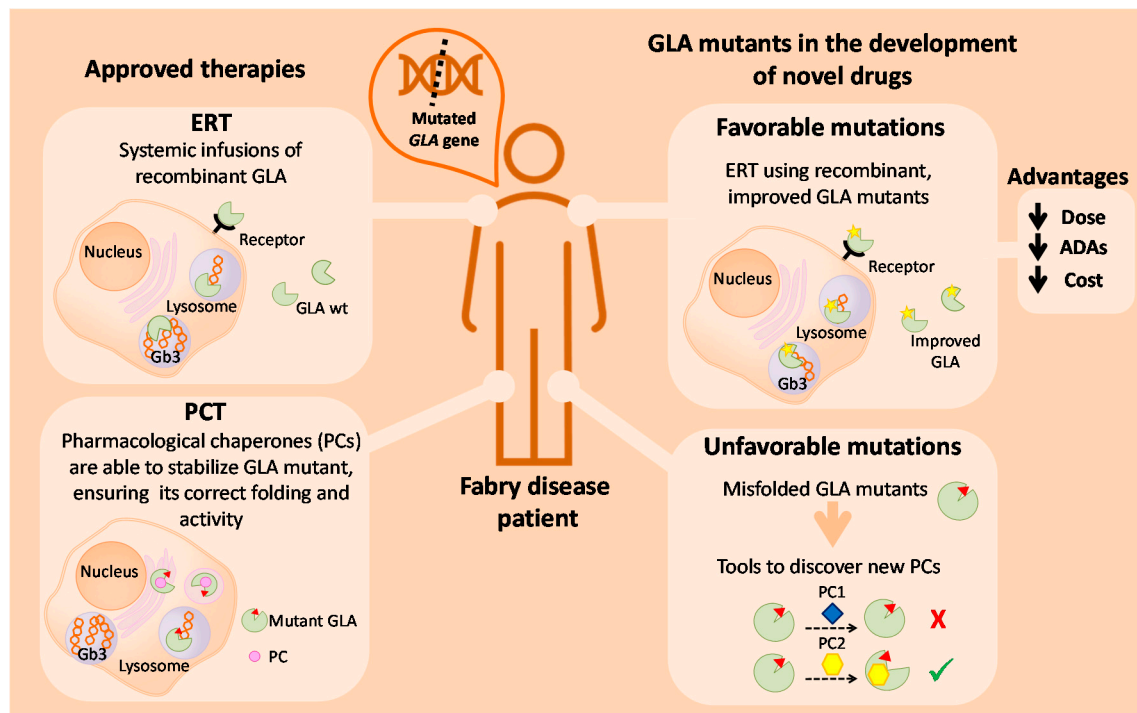 Approved therapies
ERT
Systemic infusions of
recombinant GLA
Nucleus
Receptor
Lysosome
GLA wt
Gb3
PCT
Pharmacological chaperones (PCs)
are able to stabilize GLA mutant,
ensuring its correct folding and
activity
Nucleus
Mutant GLA
Gb3
Lysosome
PC
Mutated
GLA gene
Fabry disease
patient
GLA mutants in the development
of novel drugs
Favorable mutations
ERT using recombinant,
improved GLA mutants
Nucleus
Receptor
Lysosome
Improved
GLA
Gb3
Advantages
Dose
ADAs
Cost
Unfavorable mutations
Misfolded GLA mutants
Tools to discover new PCs
PC1
X
PC2